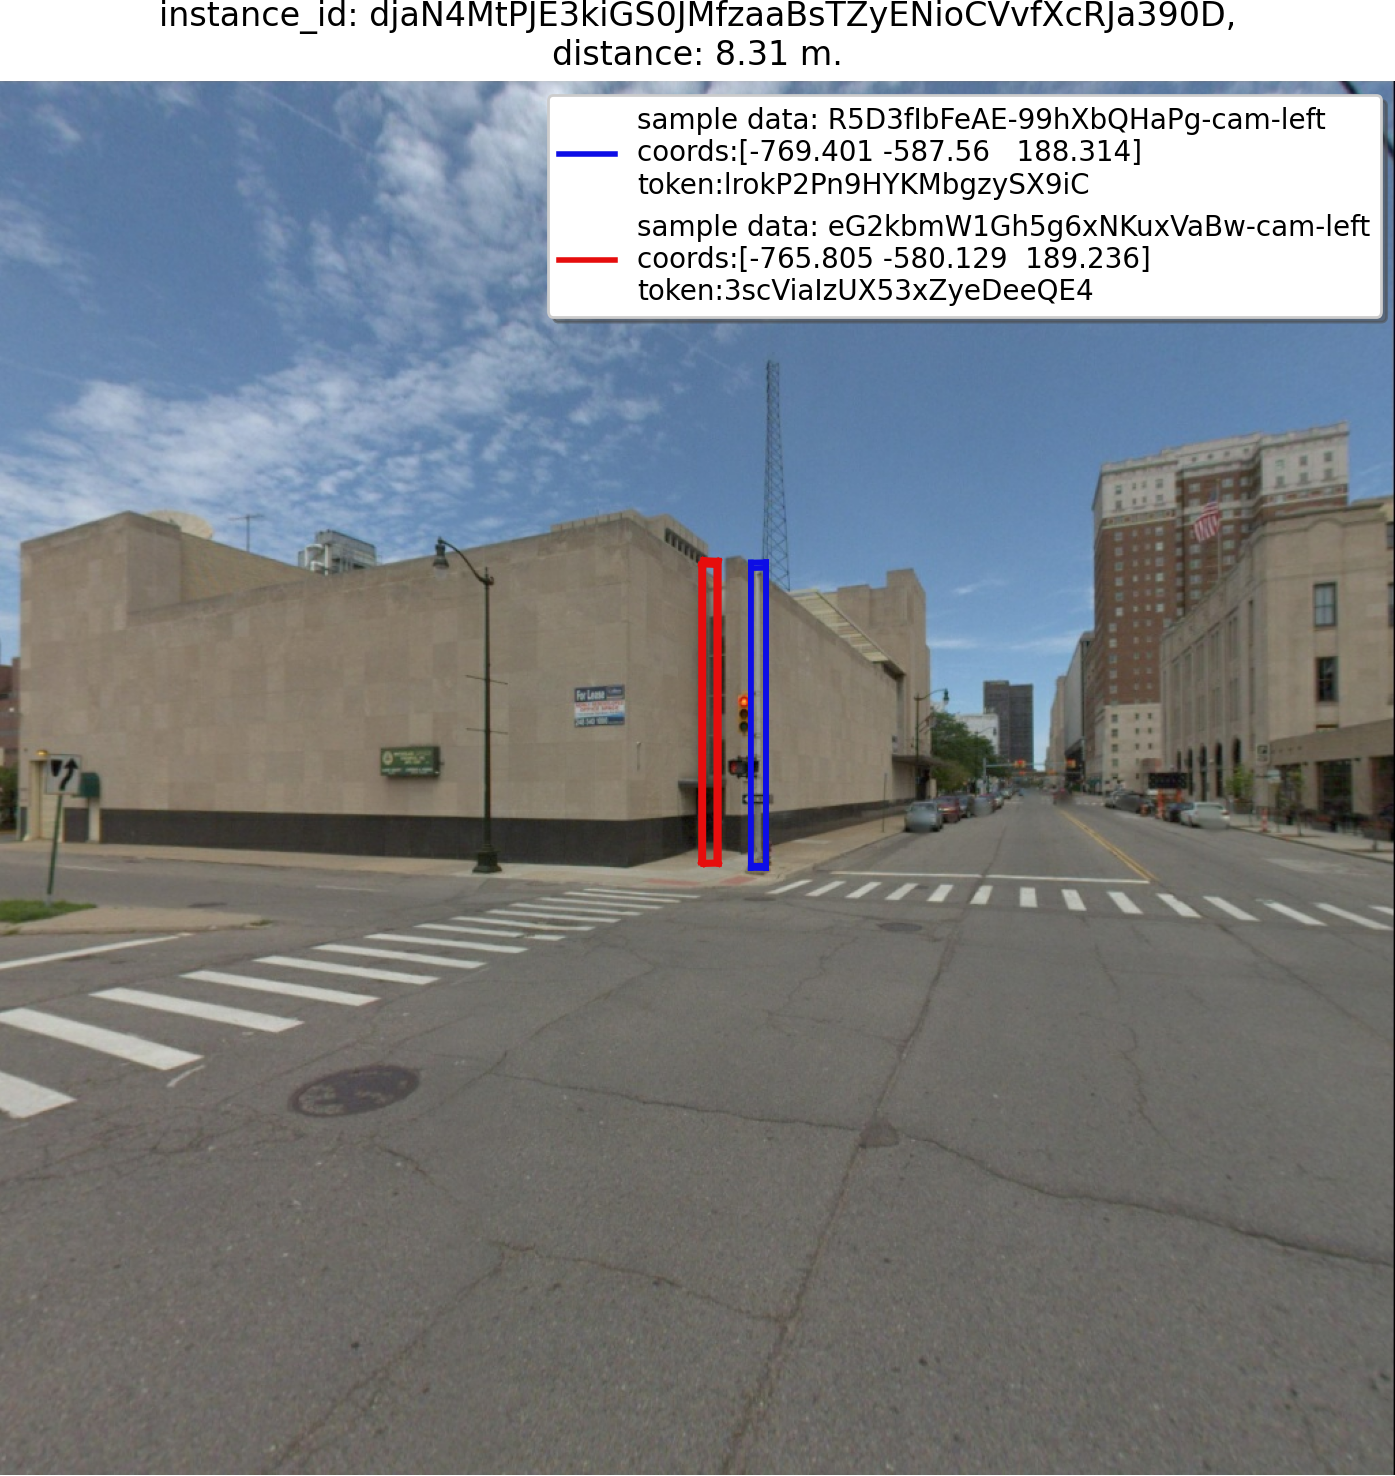 instance_id: djaN4MtPJE3kiGS0JMfzaaBsTZyENioCVvfXcRJa390D,
distance: 8.31 m.
sample data: R5D3fIbFeAE-99hXbQHaPg-cam-left
coords:[-769.401 -587.56 188.314]
token:lrokP2Pn9HYKMbgzySX9iC
sample data: eG2kbmW1Gh5g6xNKuxVaBw-cam-left
coords:[-765.805 -580.129 189.236]
token:3scViaIzUX53xZyeDeeQE4
For Lease